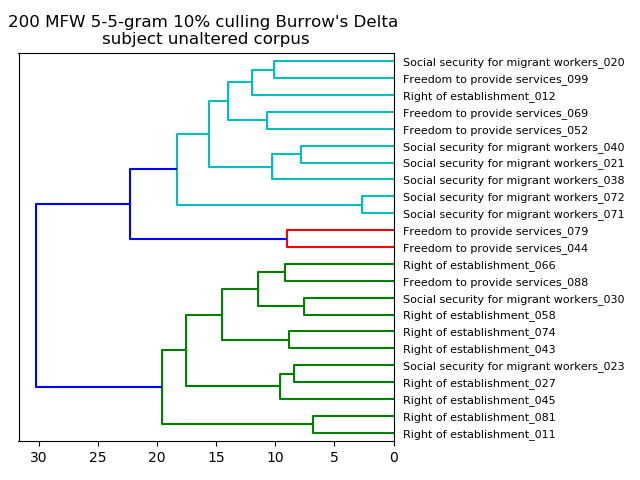 200 MFW 5-5-gram 10% culling Burrow's Delta
subject unaltered corpus
Social security for migrant workers_020
Freedom to provide services_099
Right of establishment_012
Freedom to provide services_069
Freedom to provide services_052
Social security for migrant workers_040
Social security for migrant workers_021
Social security for migrant workers_038
Social security for migrant workers_072
Social security for migrant workers_071
Freedom to provide services_079
Freedom to provide services_044
Right of establishment_066
Freedom to provide services_088
Social security for migrant workers_030
Right of establishment_058
Right of establishment_074
Right of establishment_043
Social security for migrant workers_023
Right of establishment_027
Right of establishment_045
Right of establishment_081
Right of establishment_011
30 25 20 15 10 5 0